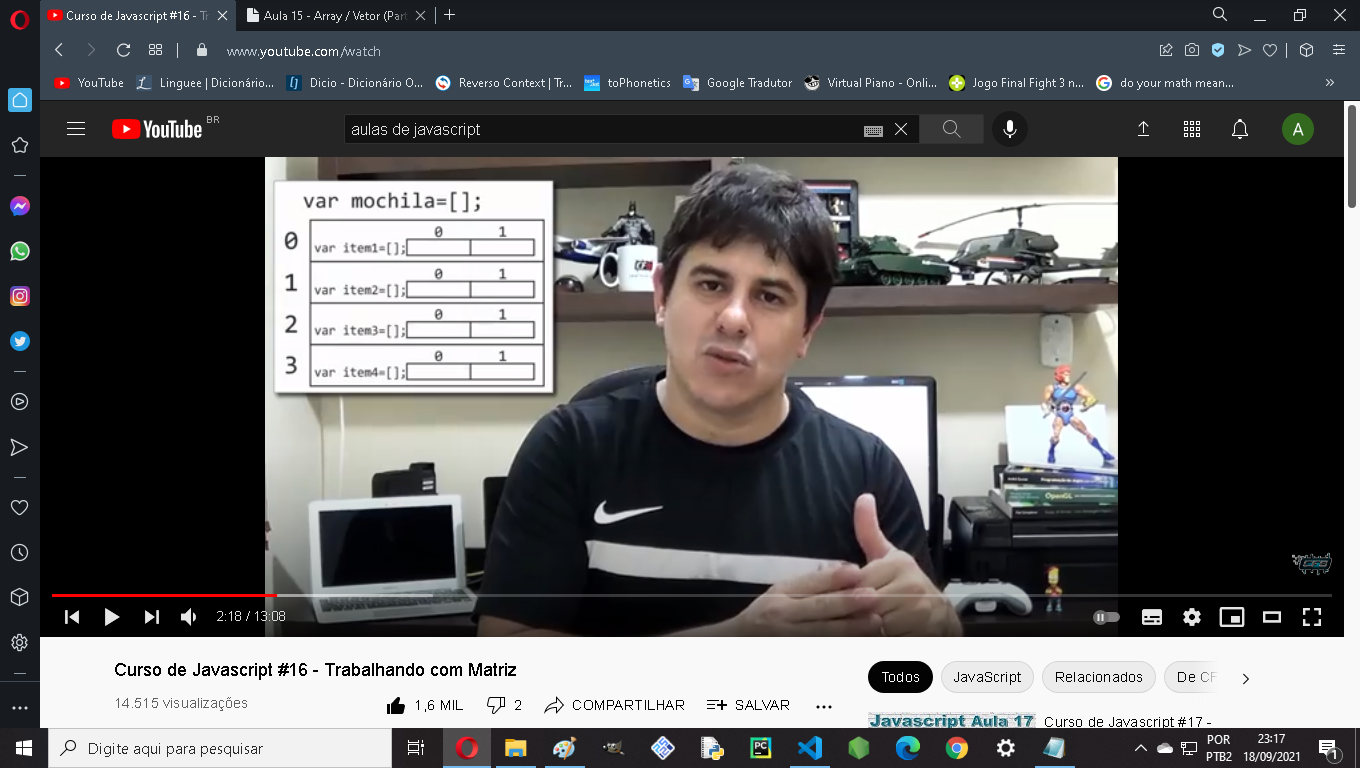 Curso de Javascript #16 - Tr
Aula 15 - Array / Vetor (Part
www.youtube.com/watch
YouTube
Linguee | Dicionário...
Dicio - Dicionário O...
Reverso Context | Tr...
toPhonetics
Google Tradutor
Virtual Piano - Onli...
Jogo Final Fight 3 n...
do your math mean...
YouTube BR
aulas de javascript
A
var mochila=[];
0 1
0 var item1=[];
0 1
1 var item2=[];
0 1
2 var item3=[];
0 1
3 var item4=[];
OpenGL
2:18 / 13:08
Curso de Javascript #16 - Trabalhando com Matriz
14.515 visualizações
1,6 MIL
2
COMPARTILHAR
SALVAR
Todos
JavaScript
Relacionados
De CF
Javascript Aula 17
Curso de Javascript #17 -
Digite aqui para pesquisar
PC
POR
PTB2
23:17
18/09/2021
1